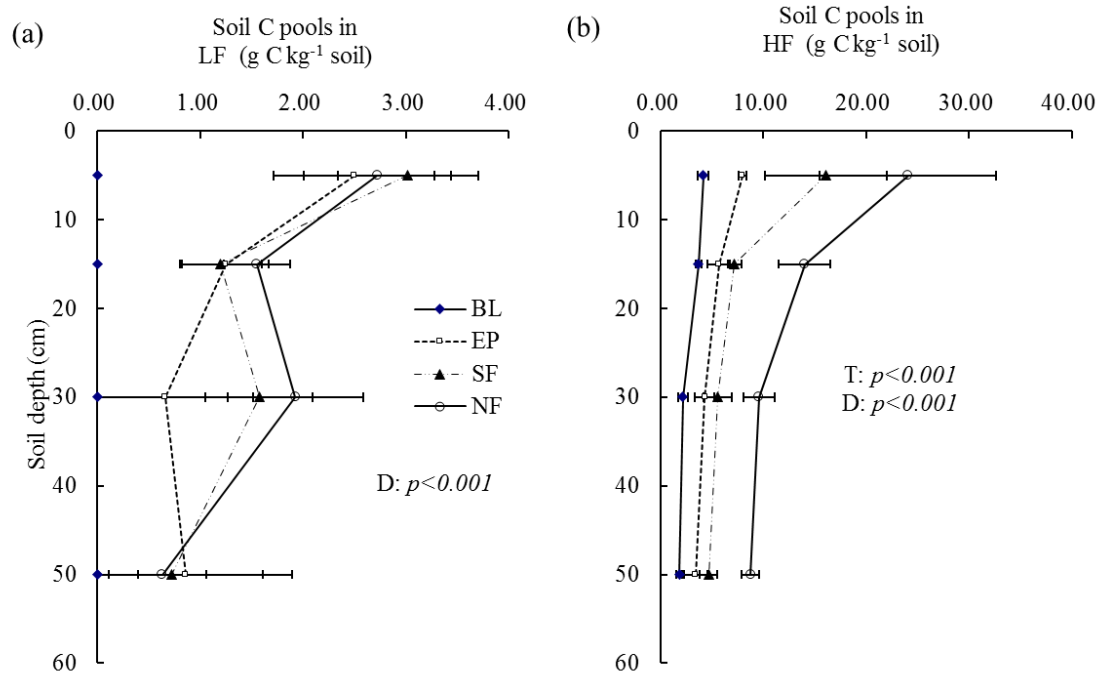 (a)
Soil C pools in
LF (g C kg⁻¹ soil)
0.00 1.00 2.00 3.00 4.00
0
10
20
30
40
50
60
Soil depth (cm)
BL
EP
SF
NF
D: p<0.001
(b)
Soil C pools in
HF (g C kg⁻¹ soil)
0.00 10.00 20.00 30.00 40.00
0
10
20
30
40
50
60
T: p<0.001
D: p<0.001